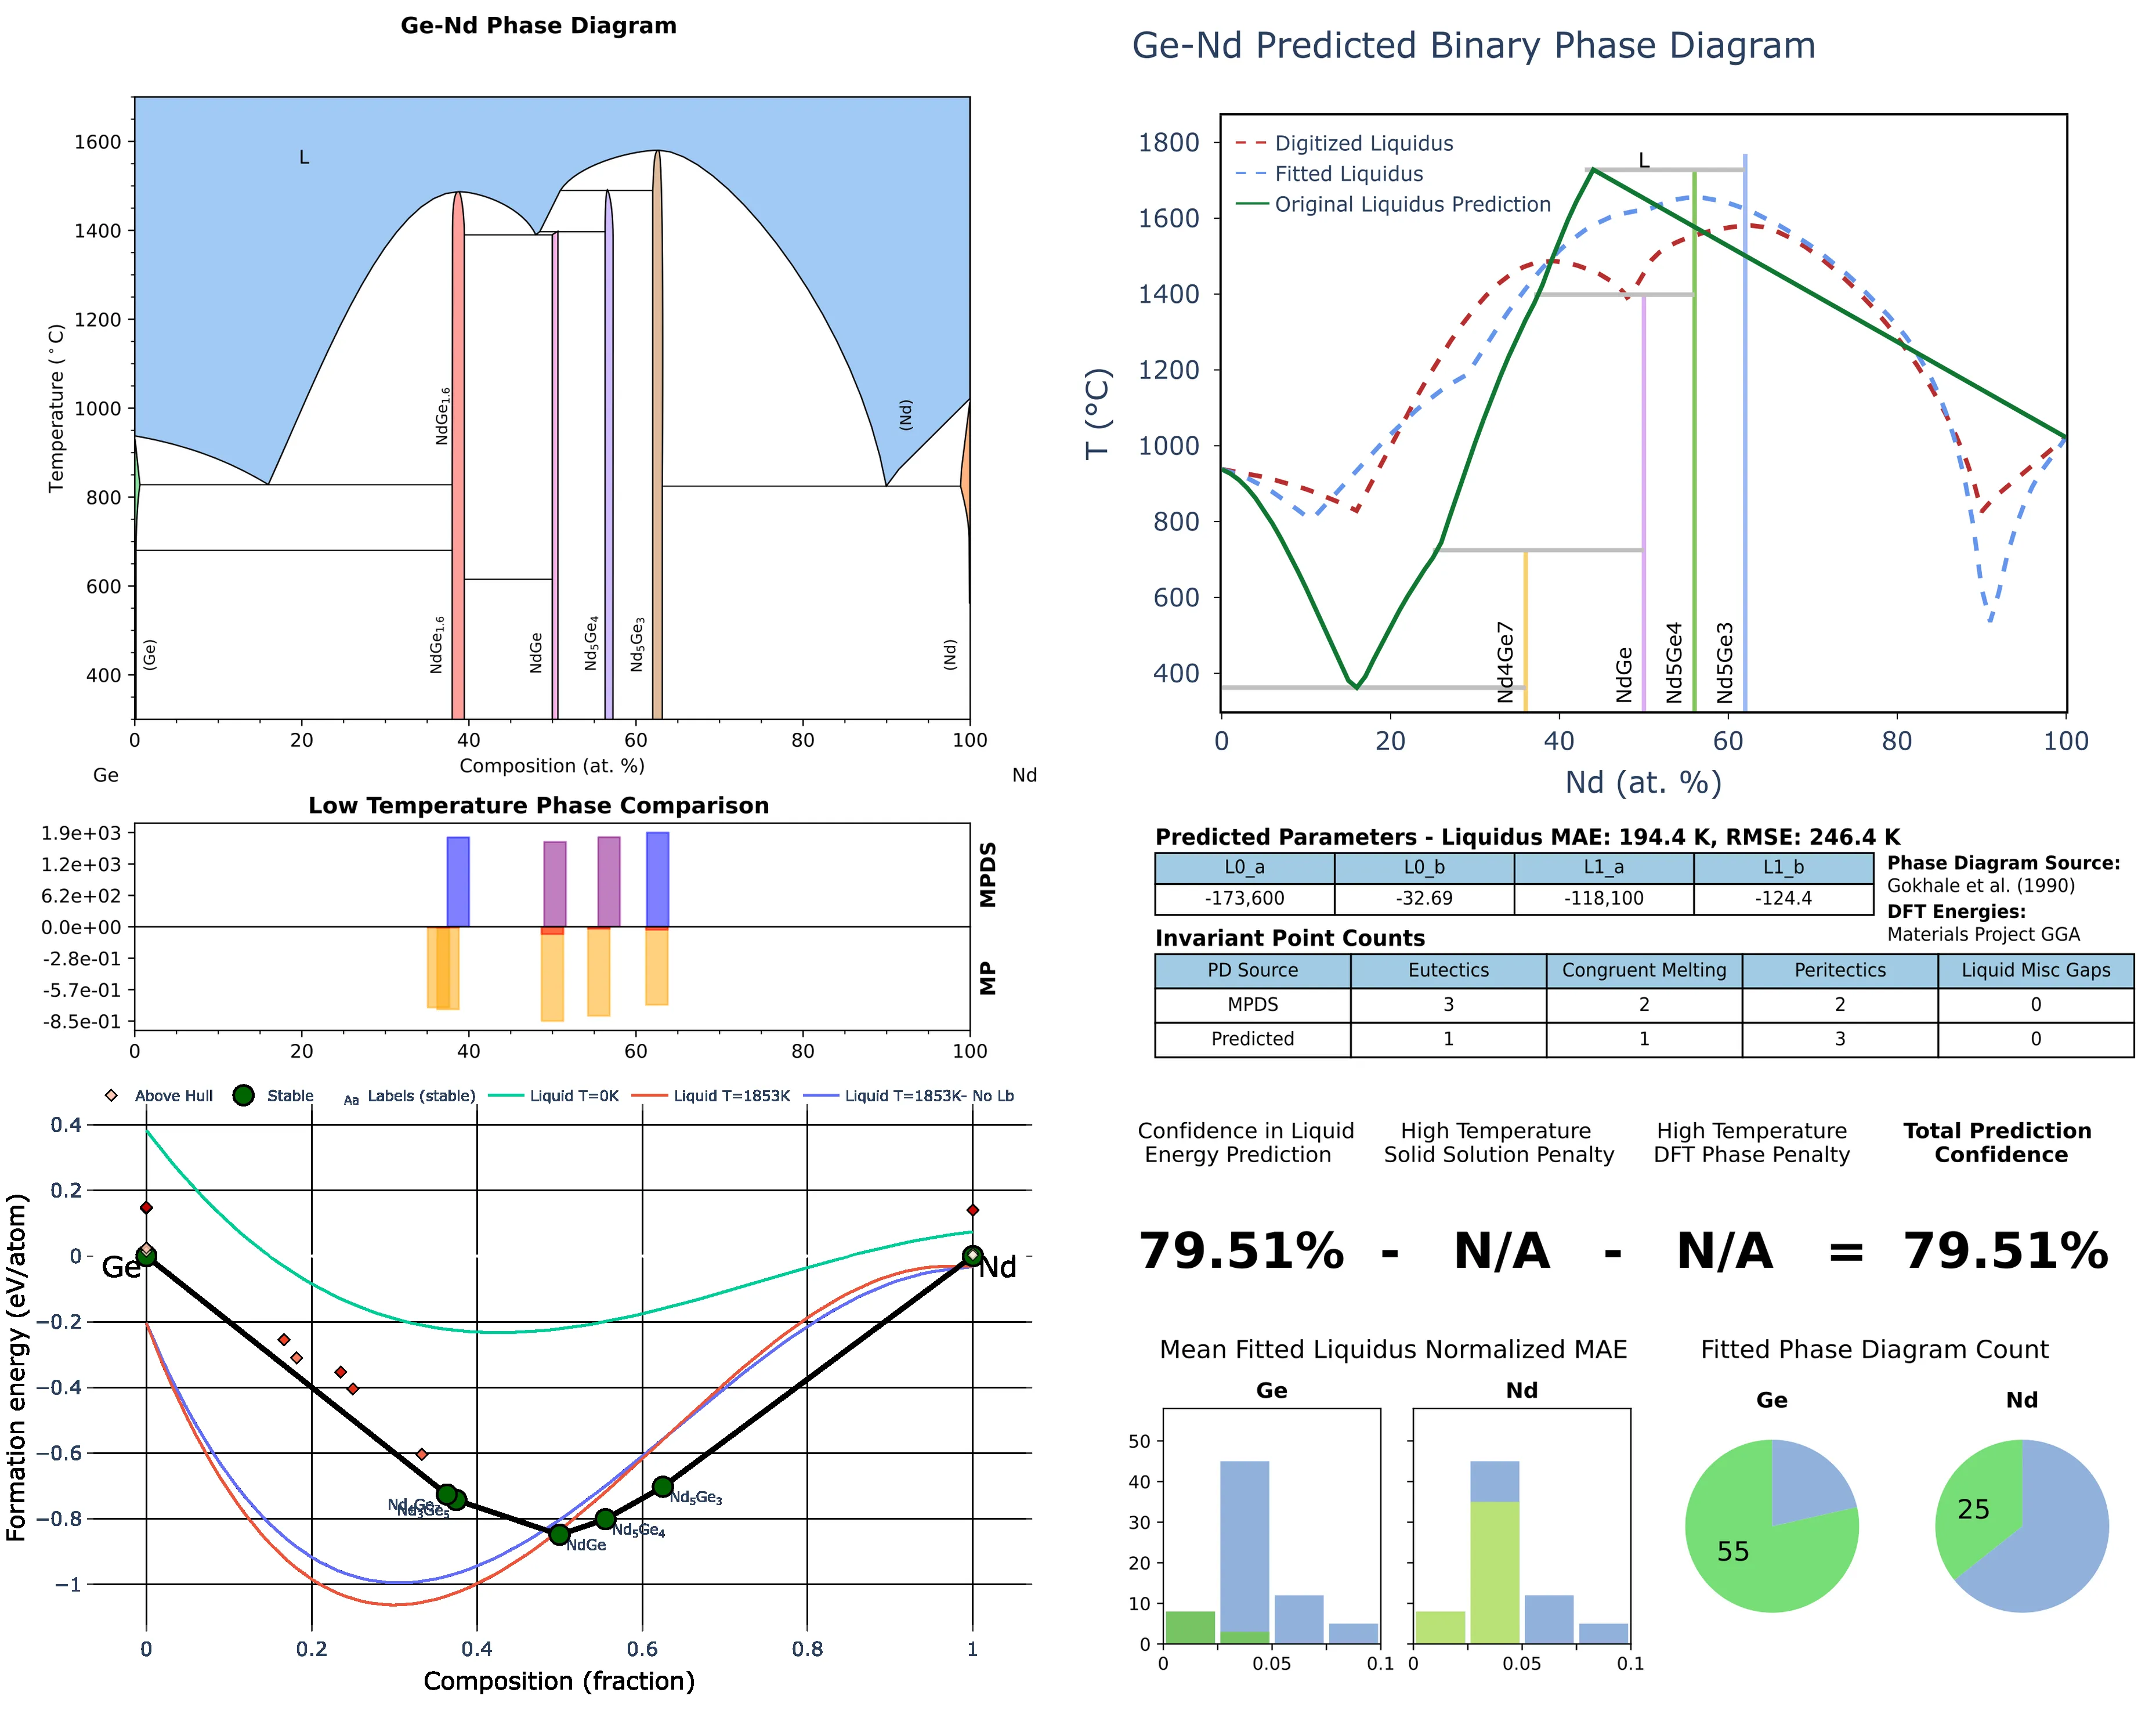 Ge-Nd Phase Diagram
1600
1400
1200
1000
800
600
400
Temperature (°C)
L
NdGe1.6
(Nd)
(Ge)
NdGe1.6
NdGe
Nd5Ge4
Nd5Ge3
(Nd)
0 20 40 60 80 100
Composition (at. %)
Ge Nd
Ge-Nd Predicted Binary Phase Diagram
1800
1600
1400
1200
1000
800
600
400
T (°C)
Digitized Liquidus
Fitted Liquidus
Original Liquidus Prediction
L
Nd4Ge7
NdGe
Nd5Ge4
Nd5Ge3
0 20 40 60 80 100
Nd (at. %)
Low Temperature Phase Comparison
1.9e+03
1.2e+03
6.2e+02
0.0e+00
-2.8e-01
-5.7e-01
-8.5e-01
MPDS
MP
0 20 40 60 80 100
Predicted Parameters - Liquidus MAE: 194.4 K, RMSE: 246.4 K
L0_a L0_b L1_a L1_b
-173,600 -32.69 -118,100 -124.4
Phase Diagram Source:
Gokhale et al. (1990)
DFT Energies:
Materials Project GGA
Invariant Point Counts
PD Source Eutectics Congruent Melting Peritectics Liquid Misc Gaps
MPDS 3 2 2 0
Predicted 1 1 3 0
Above Hull Stable Aa Labels (stable) Liquid T=0K Liquid T=1853K Liquid T=1853K- No Lb
0.4
0.2
0
−0.2
−0.4
−0.6
−0.8
−1
Formation energy (eV/atom)
Ge
Nd
Nd3Ge5
NdGe
Nd5Ge4
Nd5Ge3
0 0.2 0.4 0.6 0.8 1
Composition (fraction)
Confidence in Liquid
Energy Prediction
High Temperature
Solid Solution Penalty
High Temperature
DFT Phase Penalty
Total Prediction
Confidence
79.51% - N/A - N/A = 79.51%
Mean Fitted Liquidus Normalized MAE
Ge Nd
50
40
30
20
10
0
0 0.05 0.1
0 0.05 0.1
Fitted Phase Diagram Count
Ge Nd
55
25